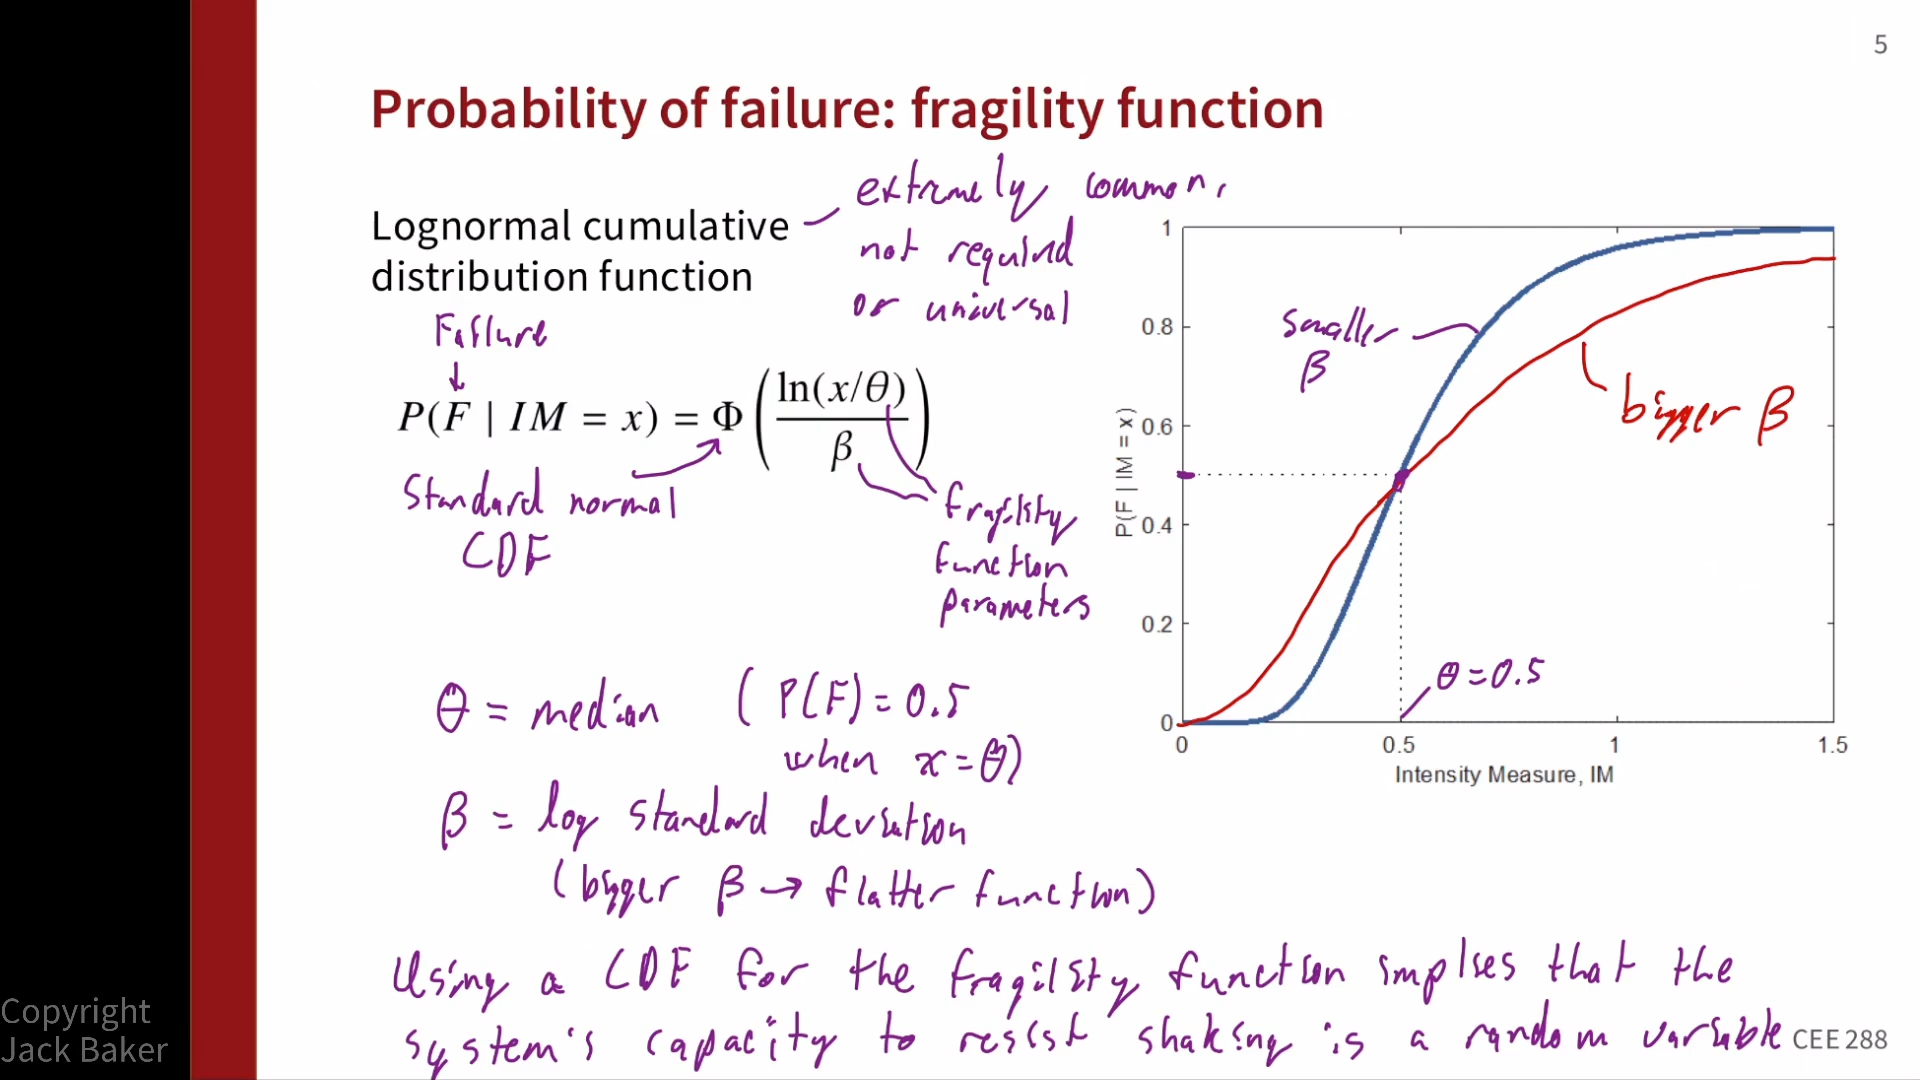 5
Probability of failure: fragility function
extremely common,
not required
or universal
Lognormal cumulative
distribution function
Failure
P(F | IM = x) = Φ(ln(x/θ)/β)
Standard normal
CDF
fragility
function
parameters
θ = median (P(F)=0.5
when x=θ)
β = log standard deviation
(bigger β → flatter function)
Using a CDF for the fragility function implies that the
system's capacity to resist shaking is a random variable
1
0.8
0.6
0.4
0.2
0
P(F | IM = x)
smaller
β
bigger β
θ=0.5
0 0.5 1 1.5
Intensity Measure, IM
Copyright
Jack Baker
CEE288